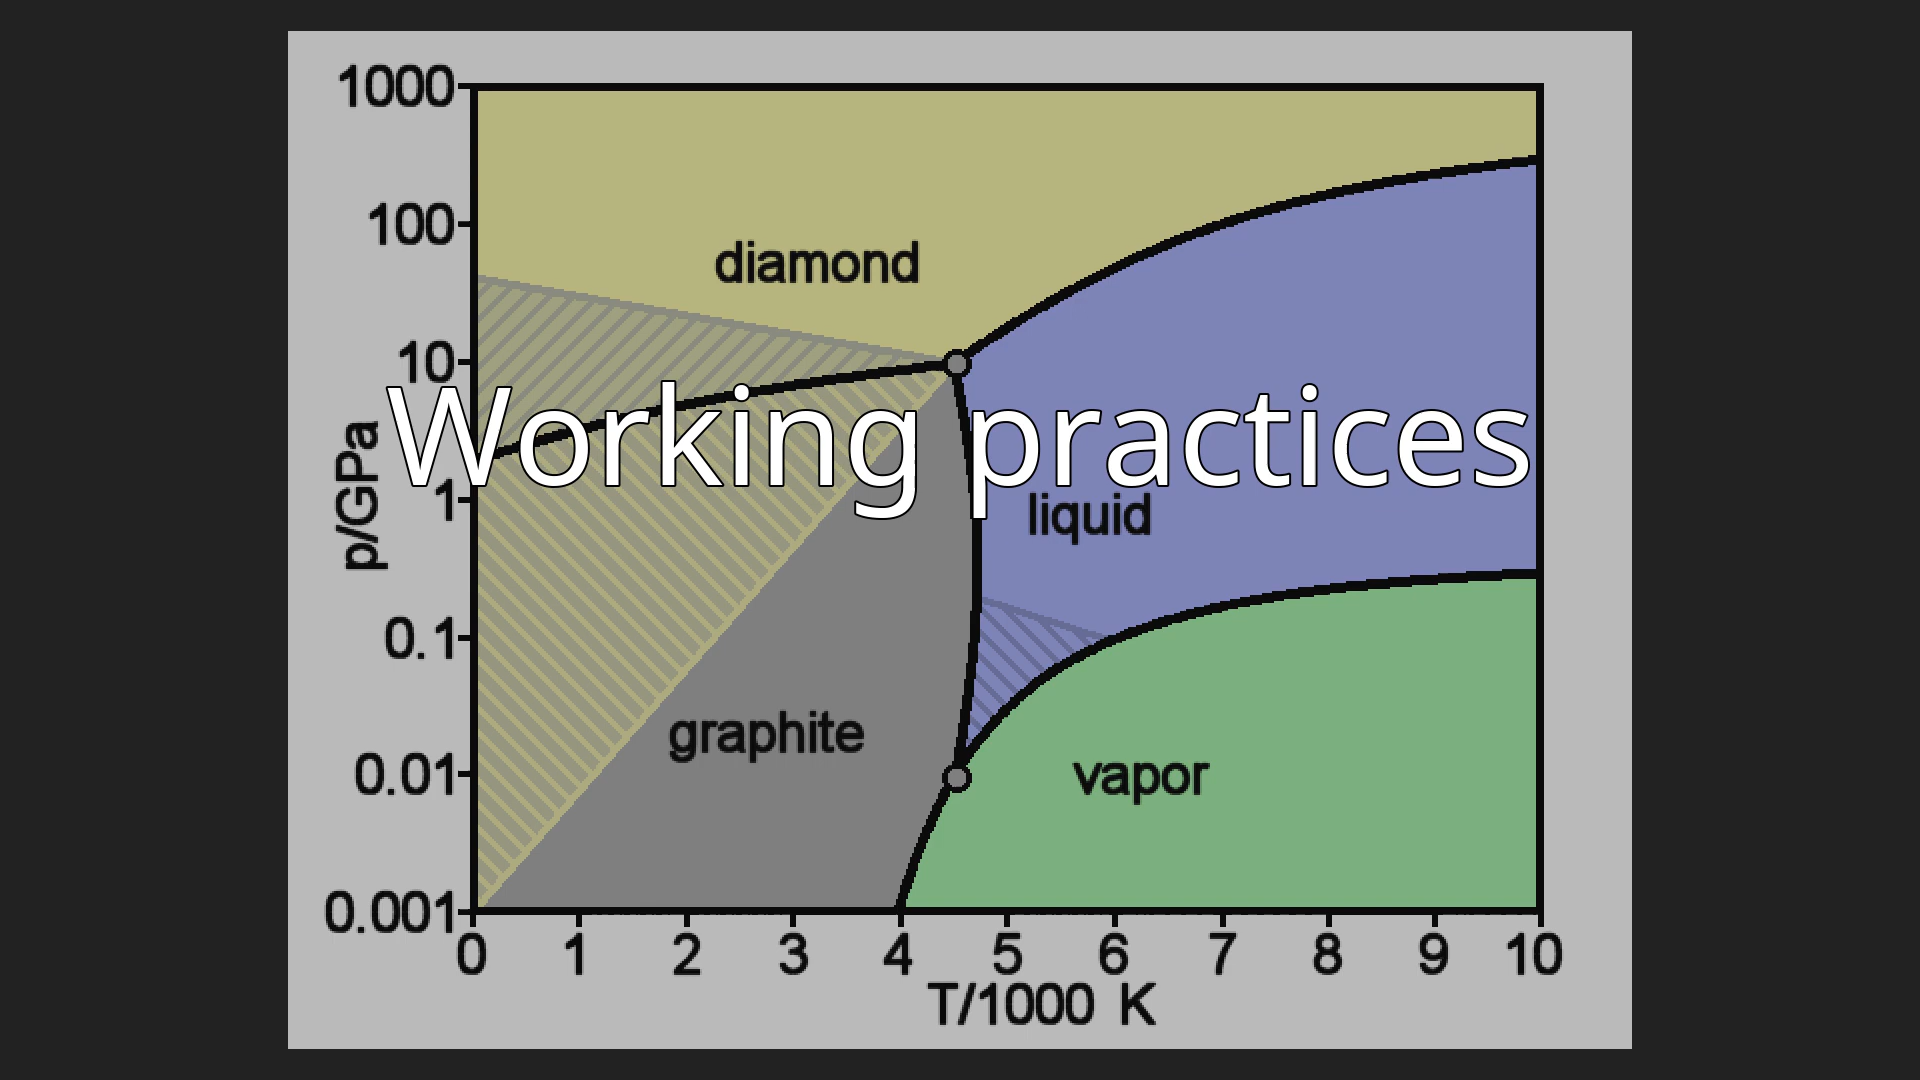 1000
100
diamond
10
Working practices
p/GPa
1
liquid
0.1
graphite
0.01
vapor
0.001
0 1 2 3 4 5 6 7 8 9 10
T/1000 K